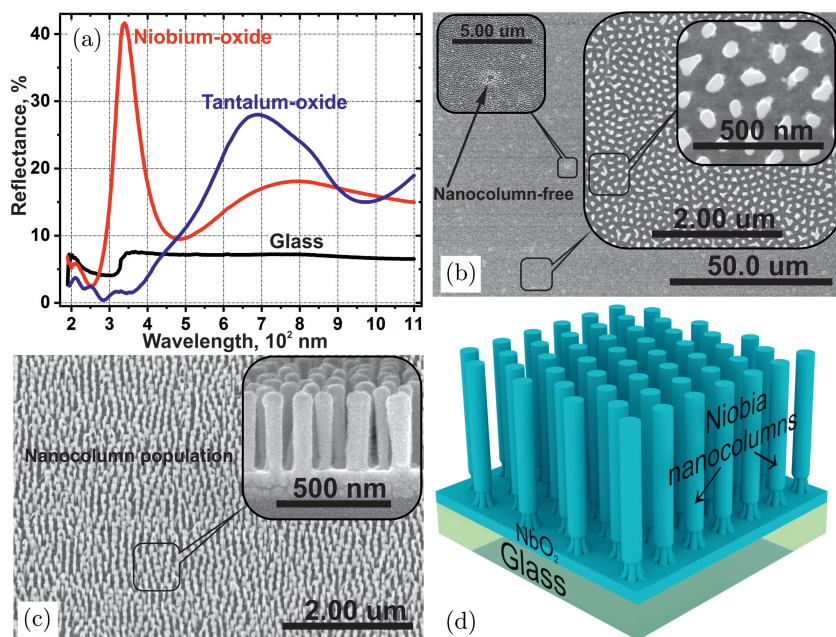 (a)
Niobium-oxide
Tantalum-oxide
Glass
Reflectance, %
40
30
20
10
0
2 3 4 5 6 7 8 9 10 11
Wavelength, 10² nm
(b)
5.00 um
Nanocolumn-free
500 nm
2.00 um
50.0 um
(c)
Nanocolumn population
500 nm
2.00 um
Niobia
nanocolumns
NbO₂
Glass
(d)